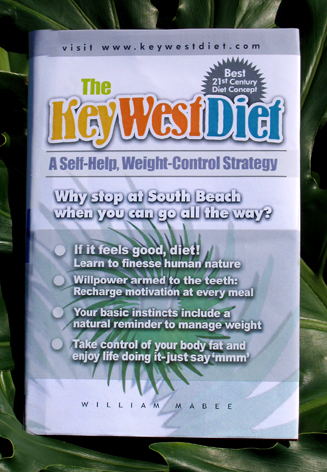 visit www.keywestdiet.com
Best
21st Century
Diet Concept
The
Key West Diet
A Self-Help, Weight-Control Strategy
Why stop at South Beach
when you can go all the way?
If it feels good, diet!
Learn to finesse human nature
Willpower armed to the teeth:
Recharge motivation at every meal
Your basic instincts include a
natural reminder to manage weight
Take control of your body fat and
enjoy life doing it-just say 'mmm'
WILLIAM MABEE